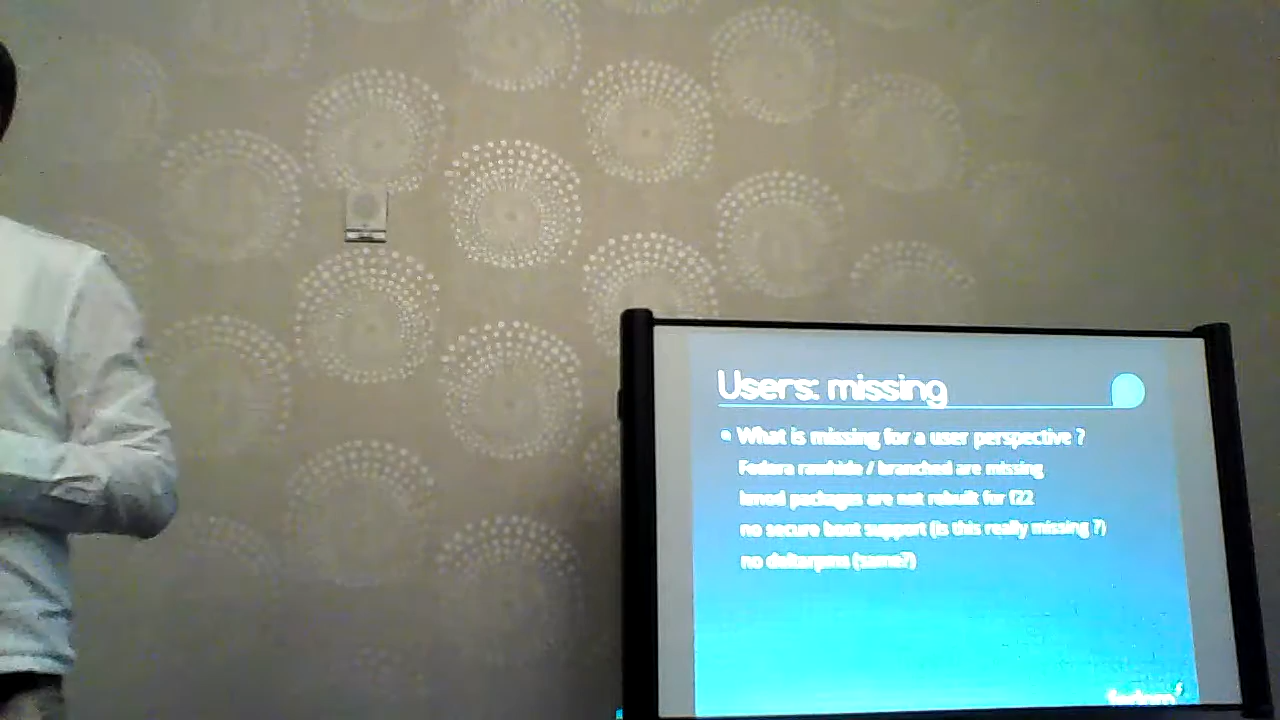 Users: missing
What is missing for a user perspective ?
Fedora rawhide / branched are missing
packages are not rebuilt for f22
no secure boot support (is this really missing ?)
no deltarpms (same?)
fedora